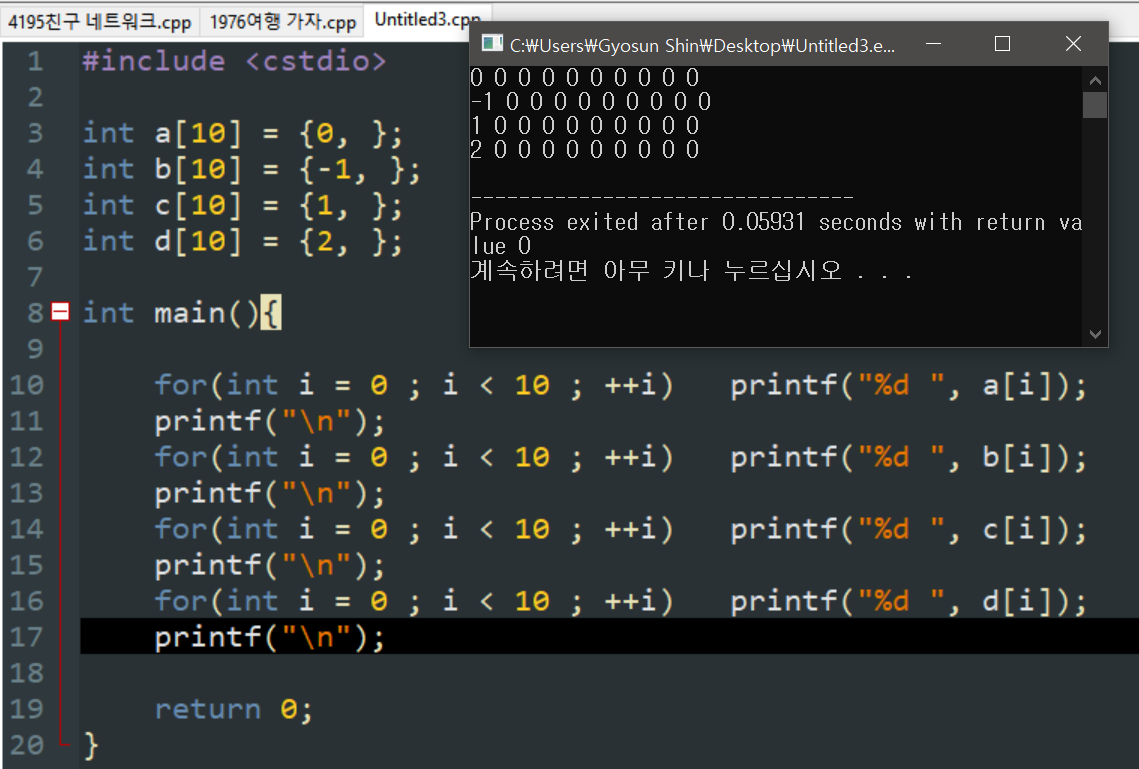 4195친구 네트워크.cpp 1976여행 가자.cpp Untitled3.cpp
C:₩Users₩Gyosun Shin₩Desktop₩Untitled3.e...
0 0 0 0 0 0 0 0 0 0
-1 0 0 0 0 0 0 0 0 0
1 0 0 0 0 0 0 0 0 0
2 0 0 0 0 0 0 0 0 0
--------------------------------
Process exited after 0.05931 seconds with return va
lue 0
계속하려면 아무 키나 누르십시오 . . .
1 #include <cstdio>
2
3 int a[10] = {0, };
4 int b[10] = {-1, };
5 int c[10] = {1, };
6 int d[10] = {2, };
7
8 int main(){
9
10 for(int i = 0 ; i < 10 ; ++i) printf("%d ", a[i]);
11 printf("\n");
12 for(int i = 0 ; i < 10 ; ++i) printf("%d ", b[i]);
13 printf("\n");
14 for(int i = 0 ; i < 10 ; ++i) printf("%d ", c[i]);
15 printf("\n");
16 for(int i = 0 ; i < 10 ; ++i) printf("%d ", d[i]);
17 printf("\n");
18
19 return 0;
20 }